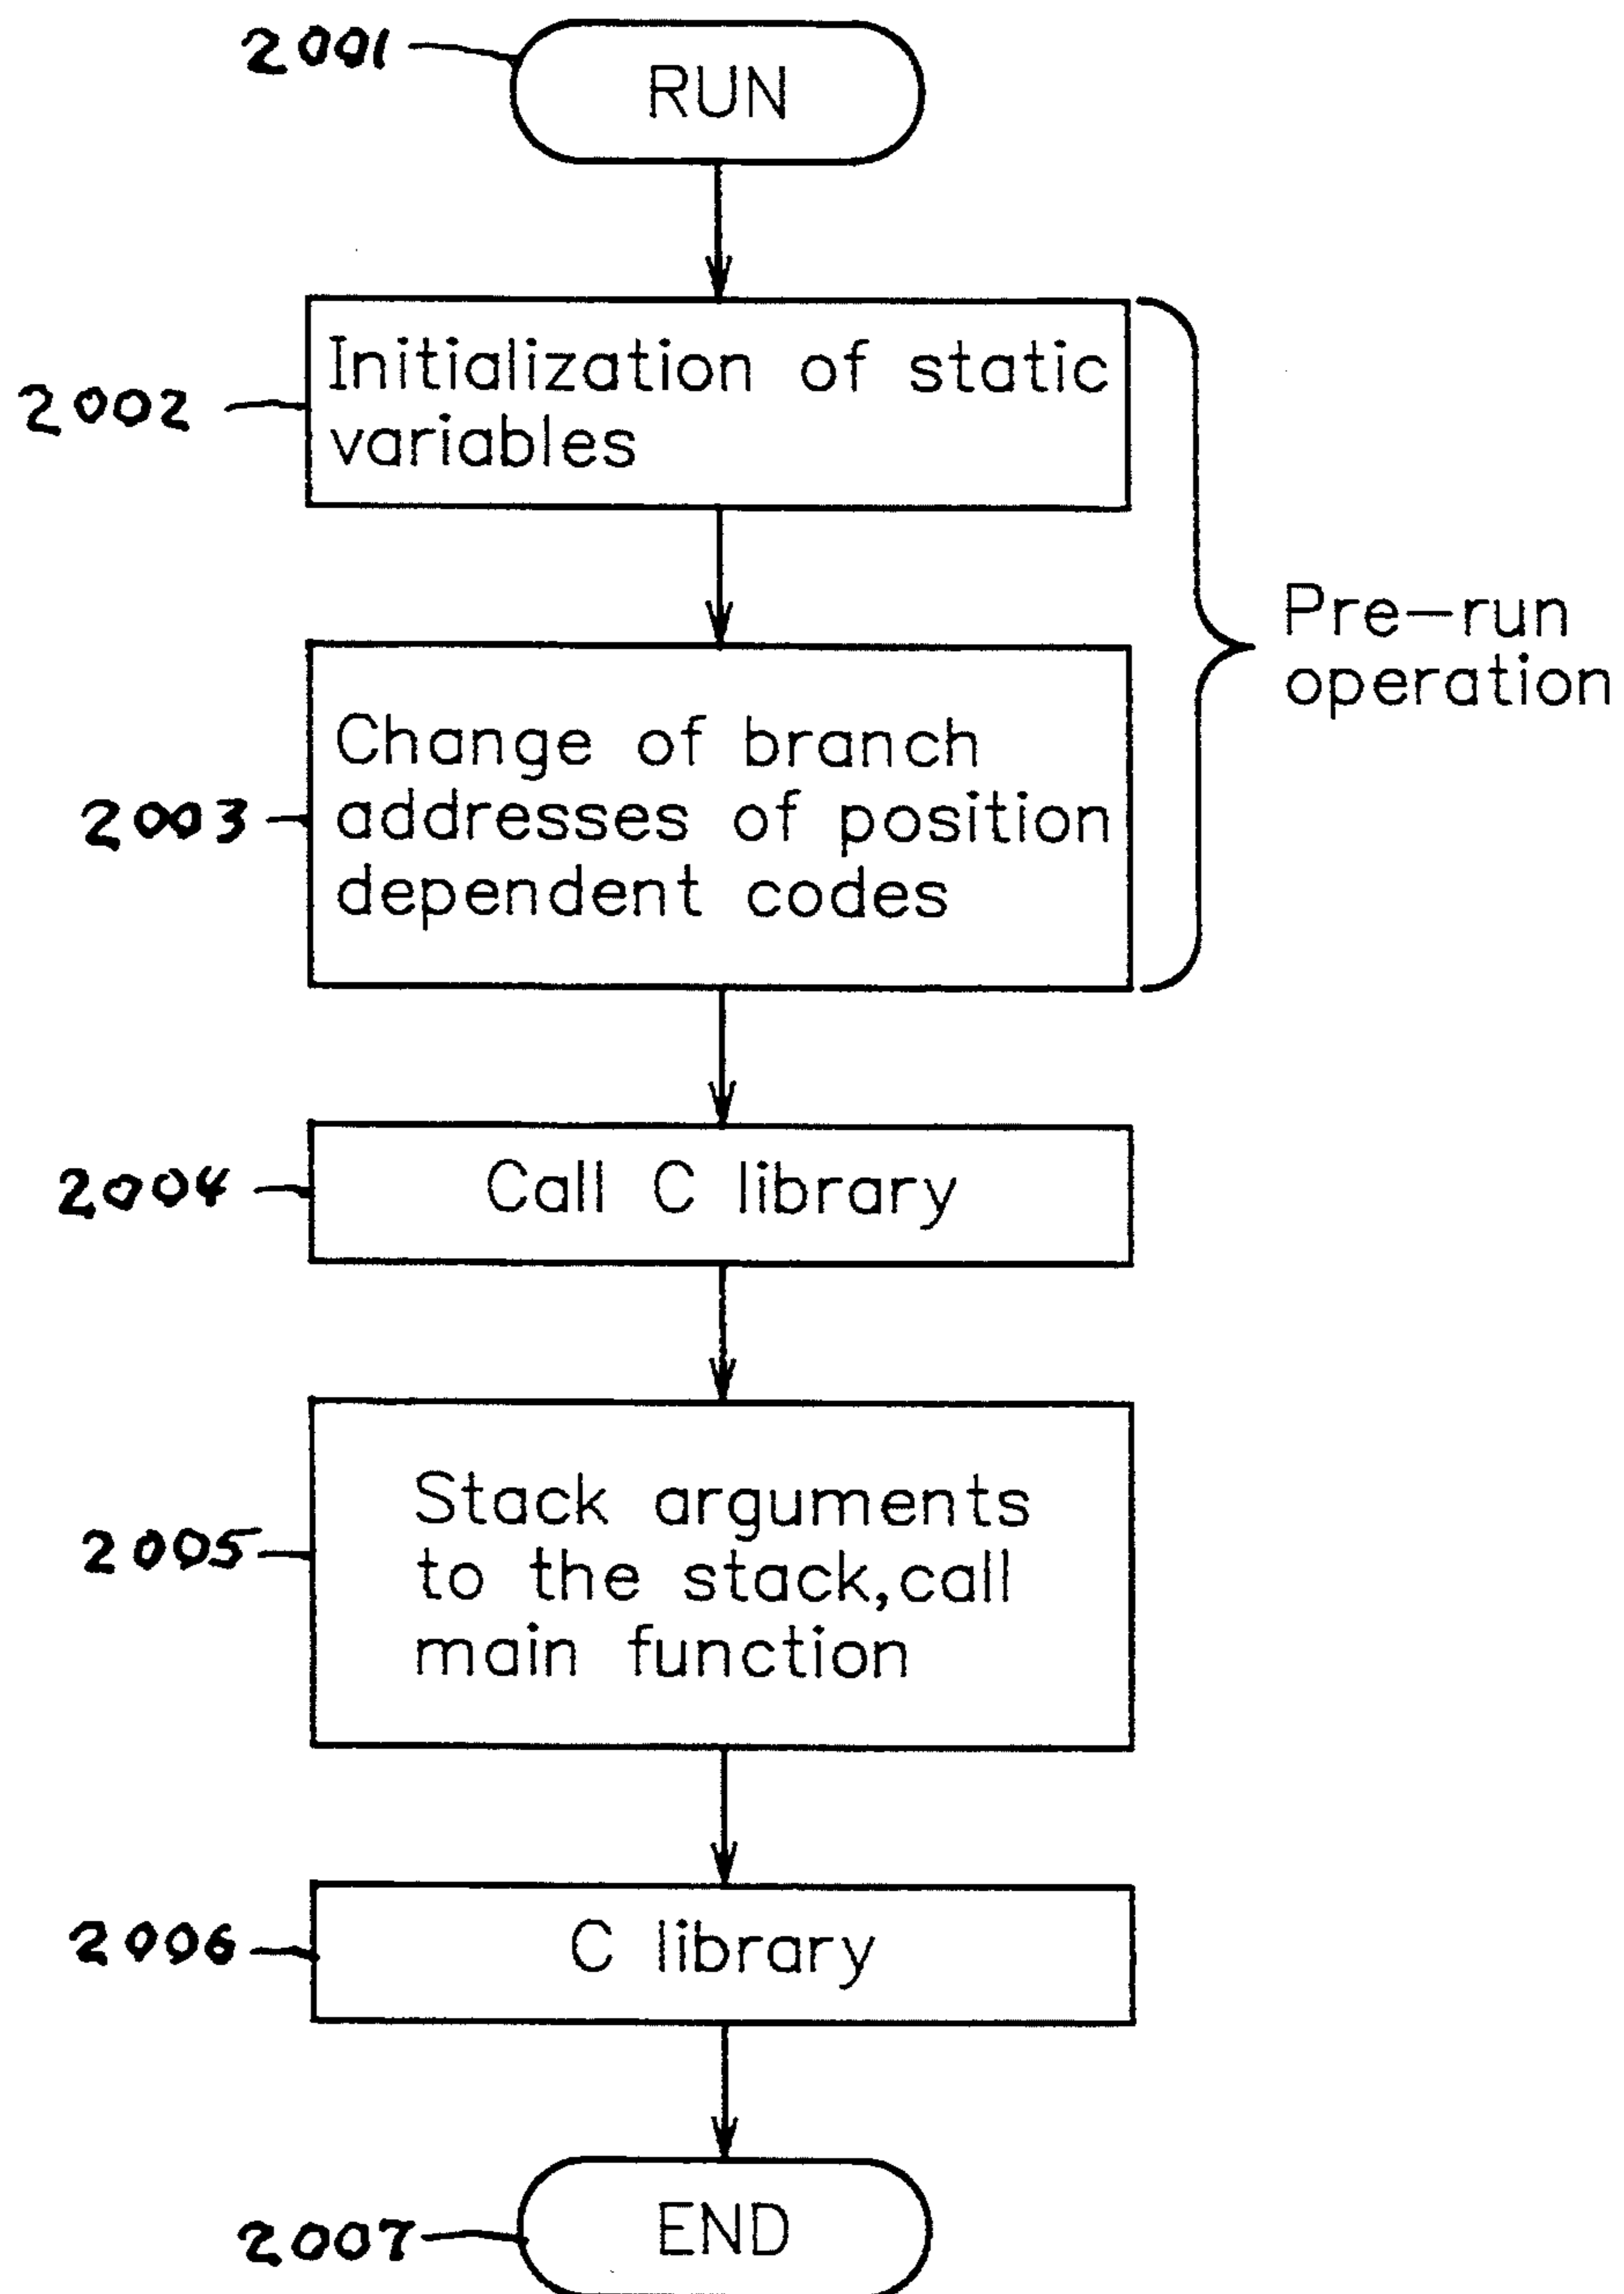 2001
RUN
2002
Initialization of static
variables
Pre-run
operation
2003
Change of branch
addresses of position
dependent codes
2004
Call C library
2005
Stack arguments
to the stack,call
main function
2006
C library
2007
END